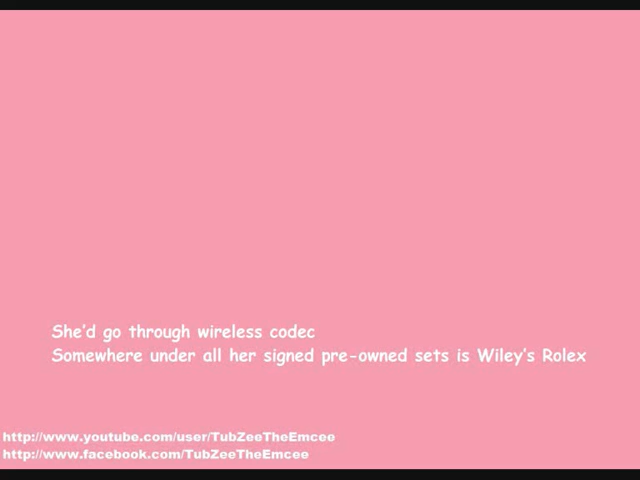 She'd go through wireless codec
Somewhere under all her signed pre-owned sets is Wiley's Rolex
http://www.youtube.com/user/TubZeeTheEmcee
http://www.facebook.com/TubZeeTheEmcee